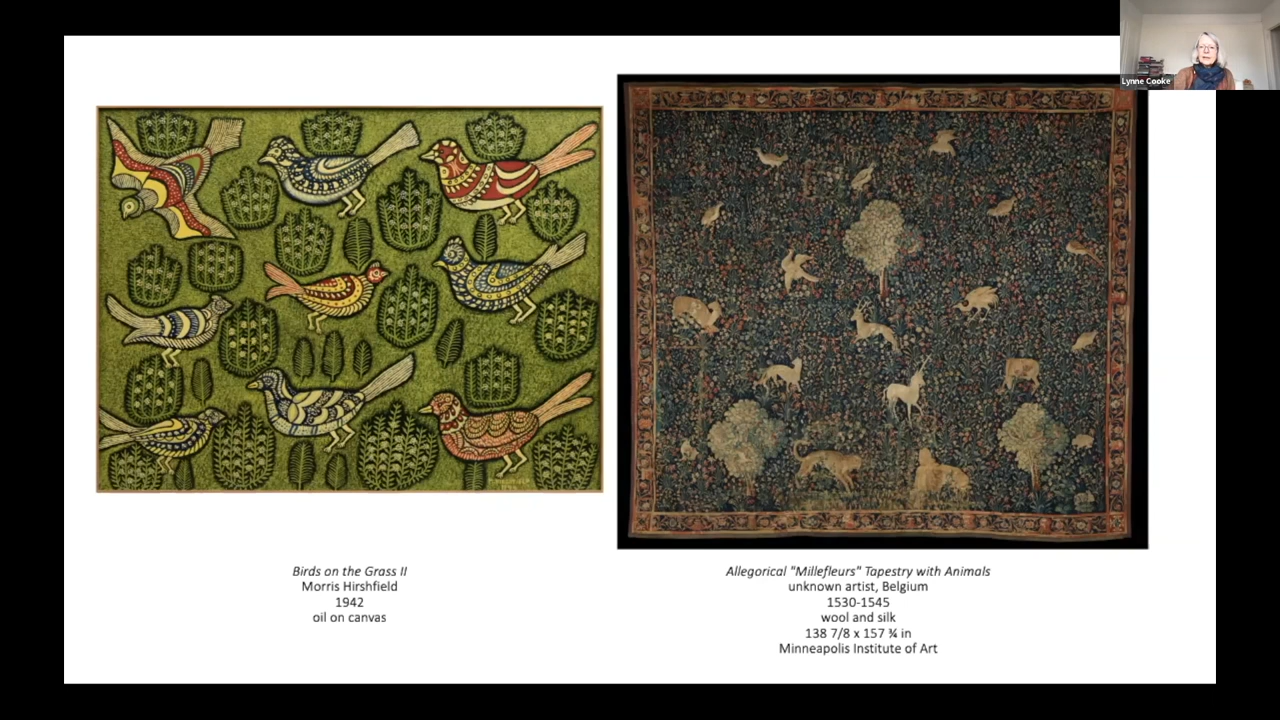 Lynne Cooke
Birds on the Grass II
Morris Hirshfield
1942
oil on canvas
Allegorical "Millefleurs" Tapestry with Animals
unknown artist, Belgium
1530-1545
wool and silk
138 7/8 x 157 ¾ in
Minneapolis Institute of Art